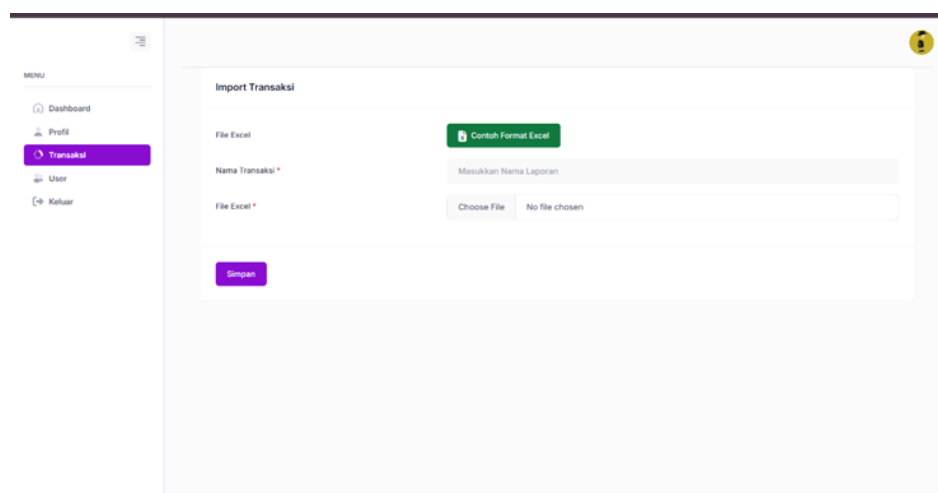 MENU
Dashboard
Profil
Transaksi
User
Keluar
Import Transaksi
File Excel
Contoh Format Excel
Nama Transaksi *
Masukkan Nama Laporan
File Excel *
Choose File No file chosen
Simpan